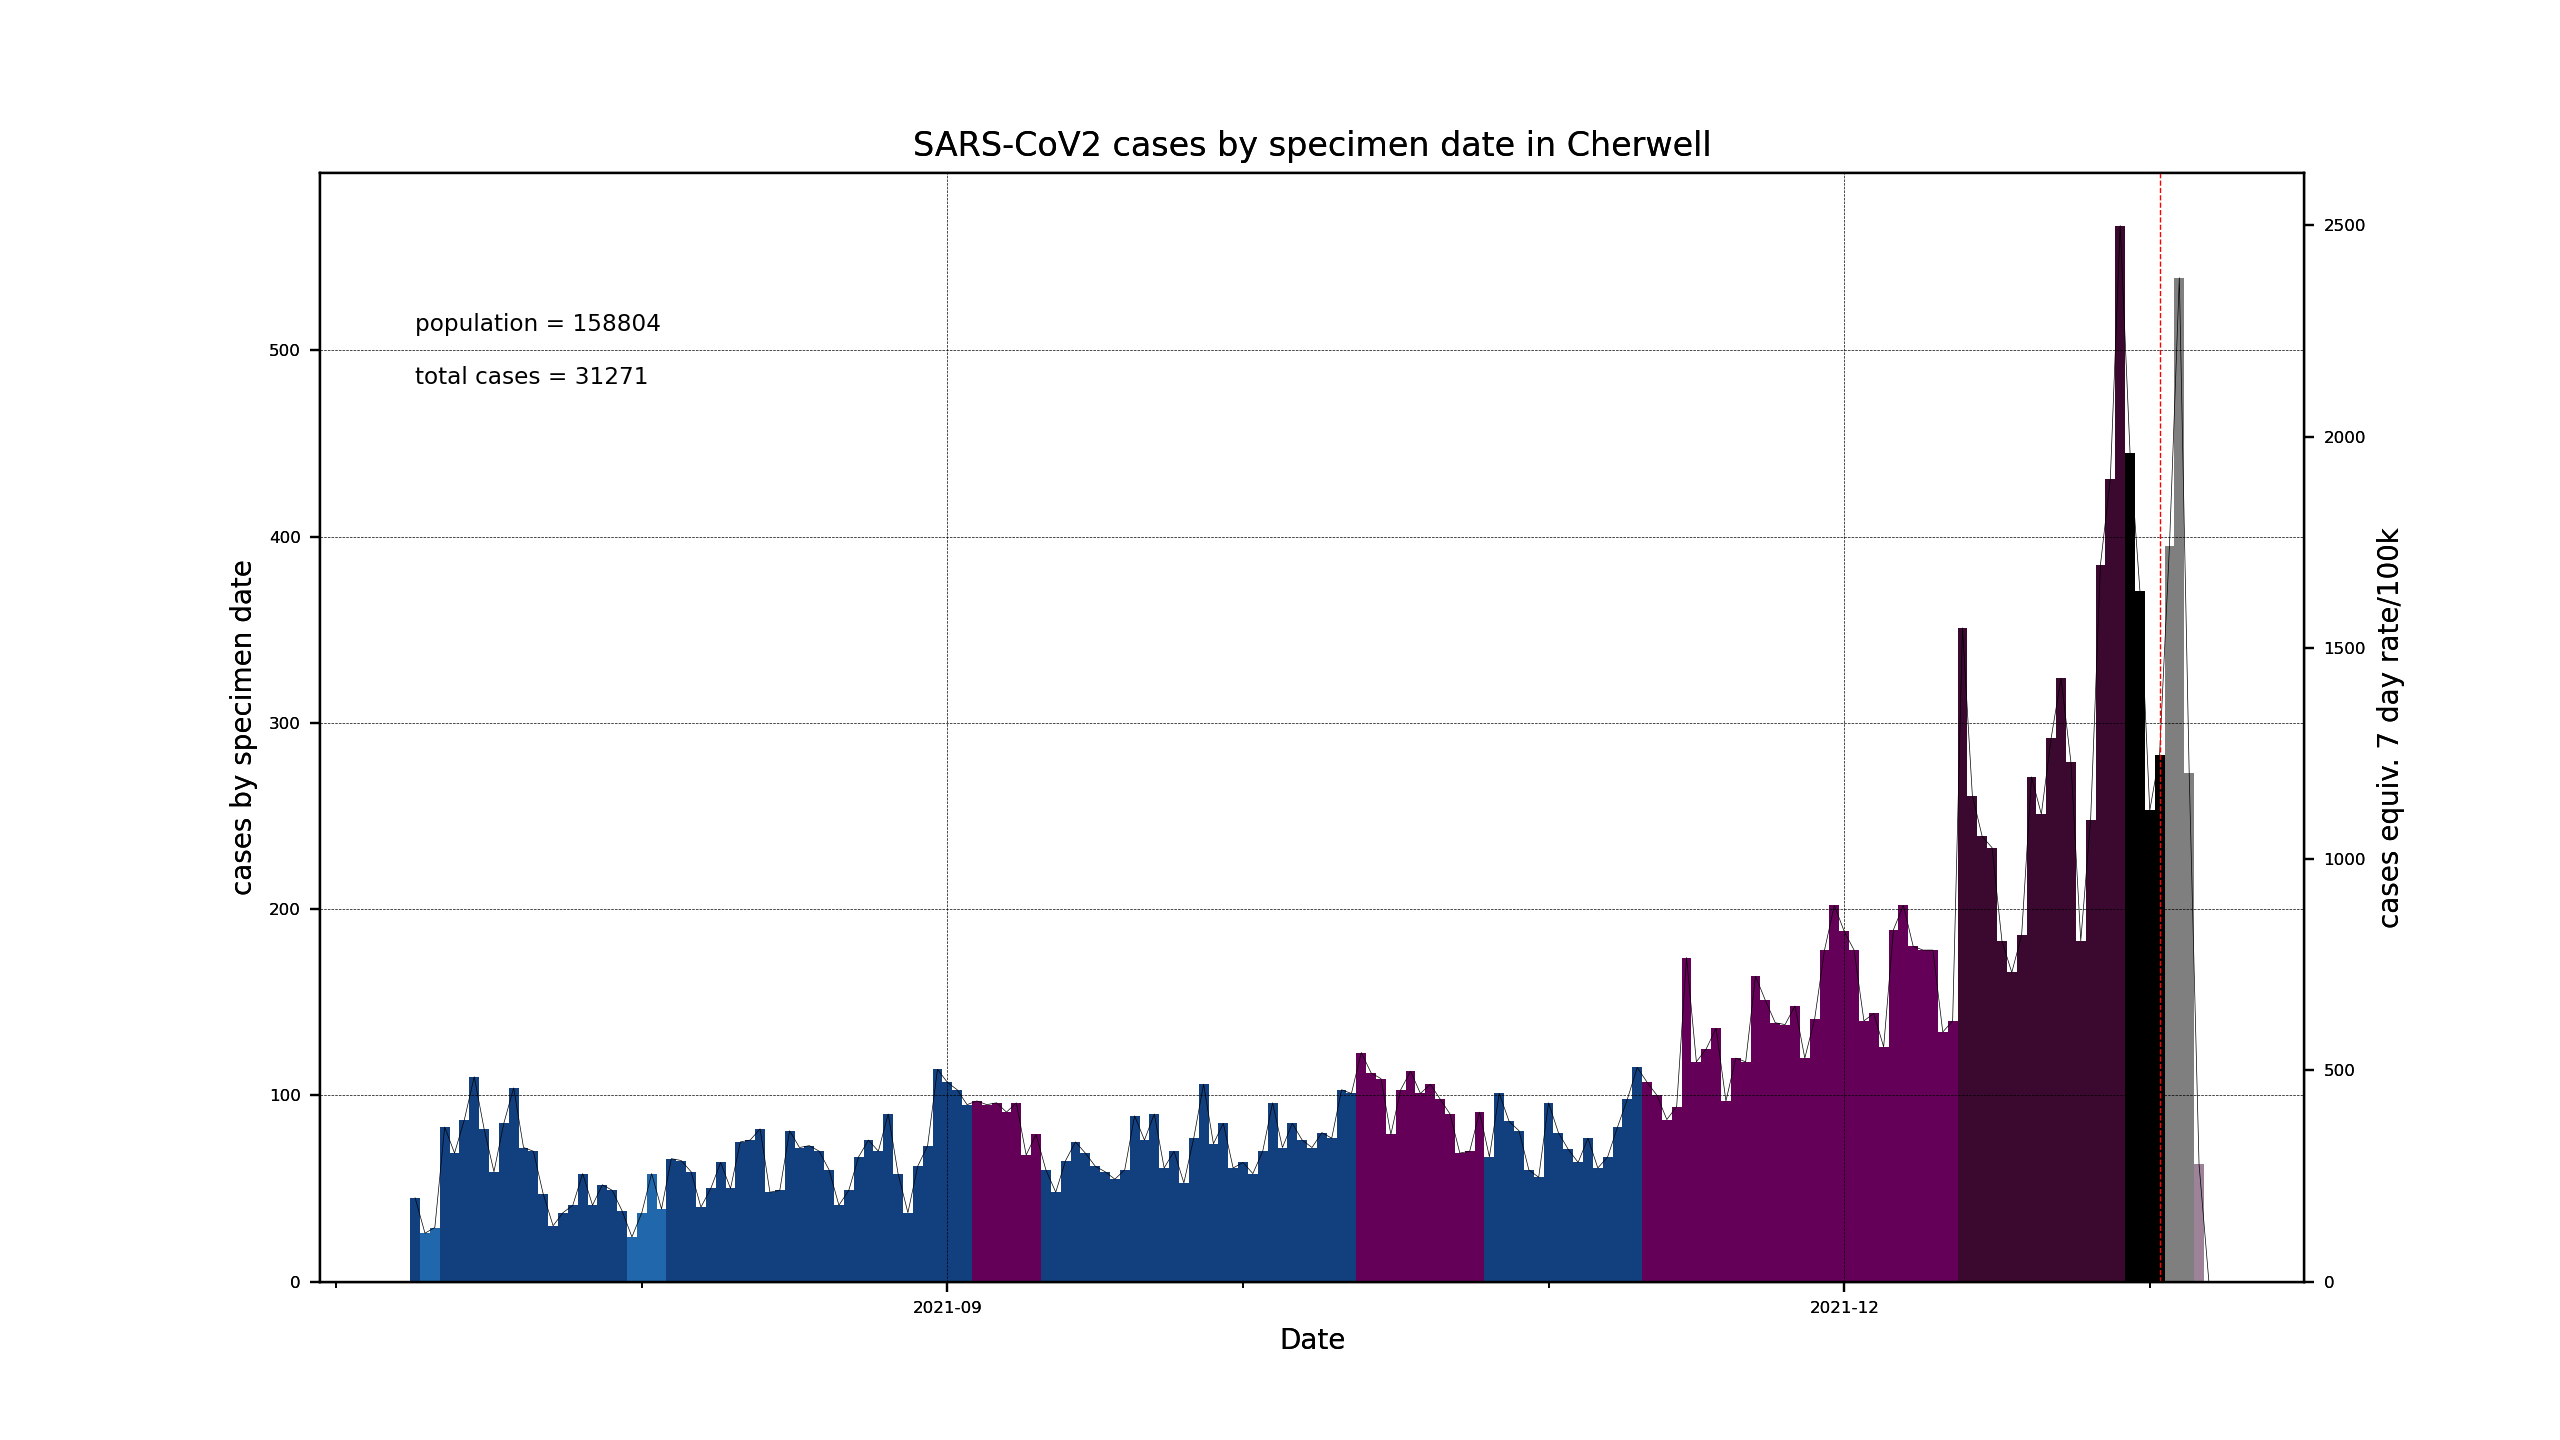 SARS-CoV2 cases by specimen date in Cherwell
population = 158804
total cases = 31271
cases by specimen date
500
400
300
200
100
0
2500
2000
1500
1000
500
0
cases equiv. 7 day rate/100k
2021-09
2021-12
Date